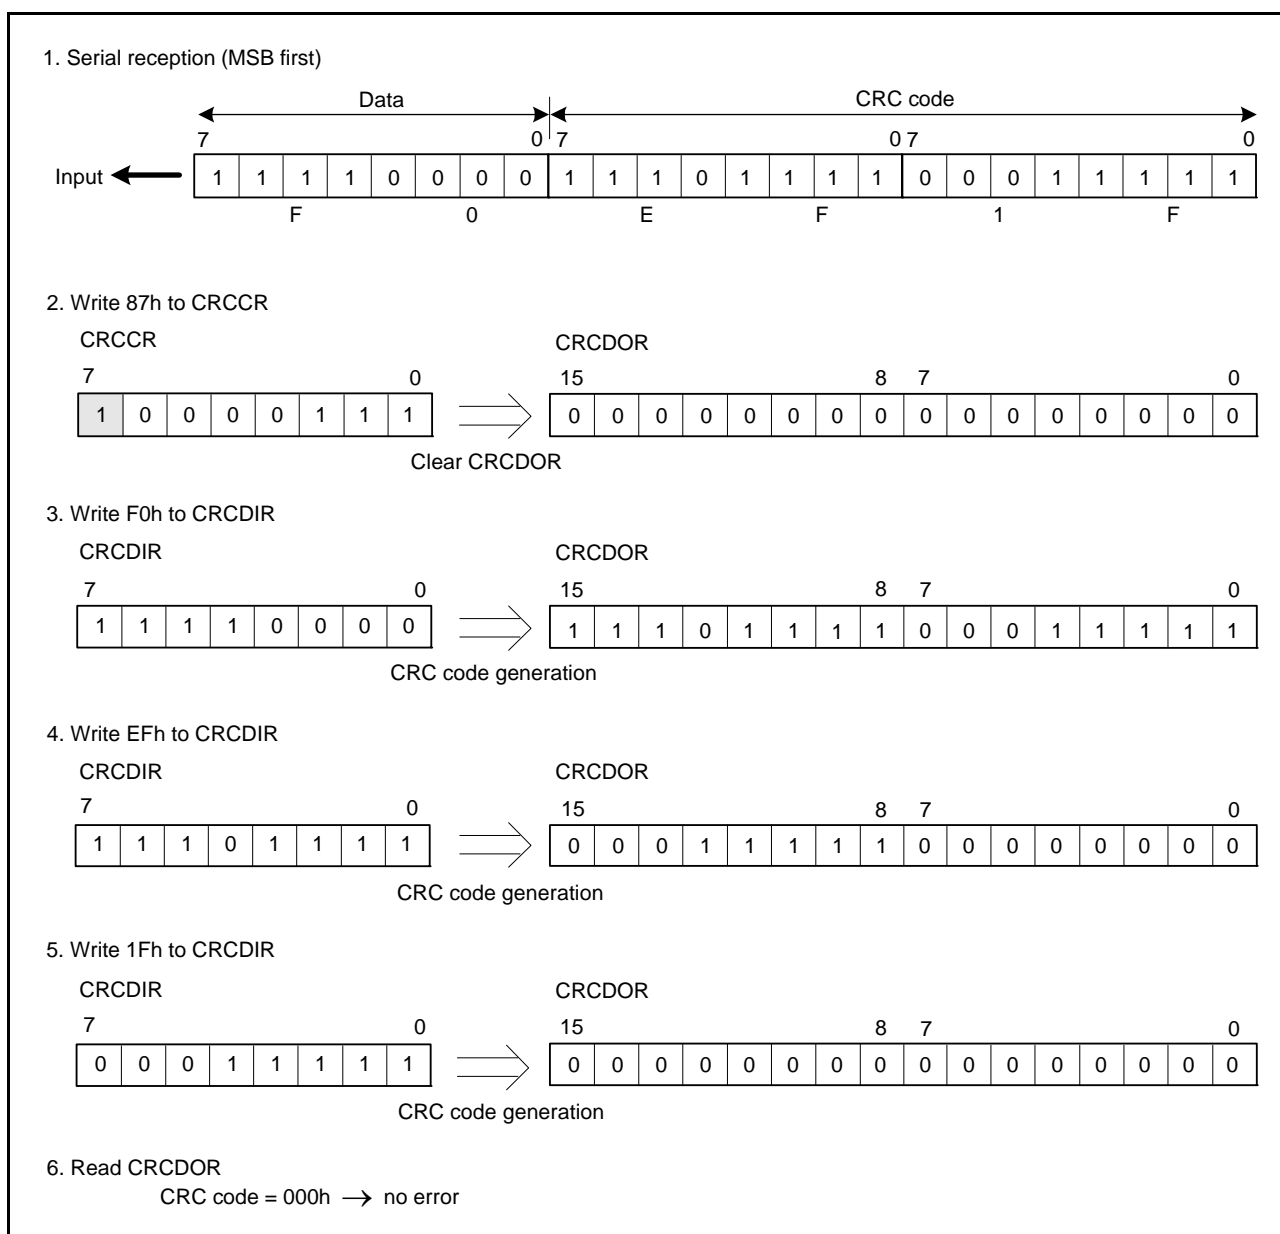 1. Serial reception (MSB first)
Data CRC code
7 0 7 0 7 0
Input 1 1 1 1 0 0 0 0 1 1 1 0 1 1 1 1 0 0 0 1 1 1 1 1
F 0 E F 1 F
2. Write 87h to CRCCR
CRCCR CRCDOR
7 0 15 8 7 0
1 0 0 0 0 1 1 1 0 0 0 0 0 0 0 0 0 0 0 0 0 0 0 0
Clear CRCDOR
3. Write F0h to CRCDIR
CRCDIR CRCDOR
7 0 15 8 7 0
1 1 1 1 0 0 0 0 1 1 1 0 1 1 1 1 0 0 0 1 1 1 1 1
CRC code generation
4. Write EFh to CRCDIR
CRCDIR CRCDOR
7 0 15 8 7 0
1 1 1 0 1 1 1 1 0 0 0 1 1 1 1 1 0 0 0 0 0 0 0 0
CRC code generation
5. Write 1Fh to CRCDIR
CRCDIR CRCDOR
7 0 15 8 7 0
0 0 0 1 1 1 1 1 0 0 0 0 0 0 0 0 0 0 0 0 0 0 0 0
CRC code generation
6. Read CRCDOR
CRC code = 000h → no error